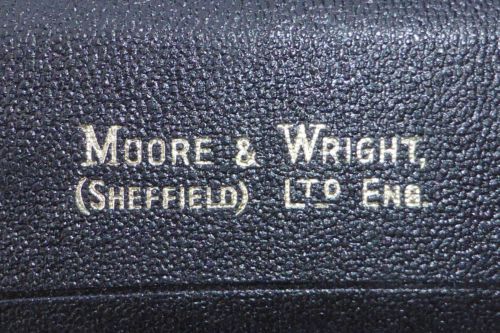 MOORE & WRIGHT,
(SHEFFIELD) LTD ENG.